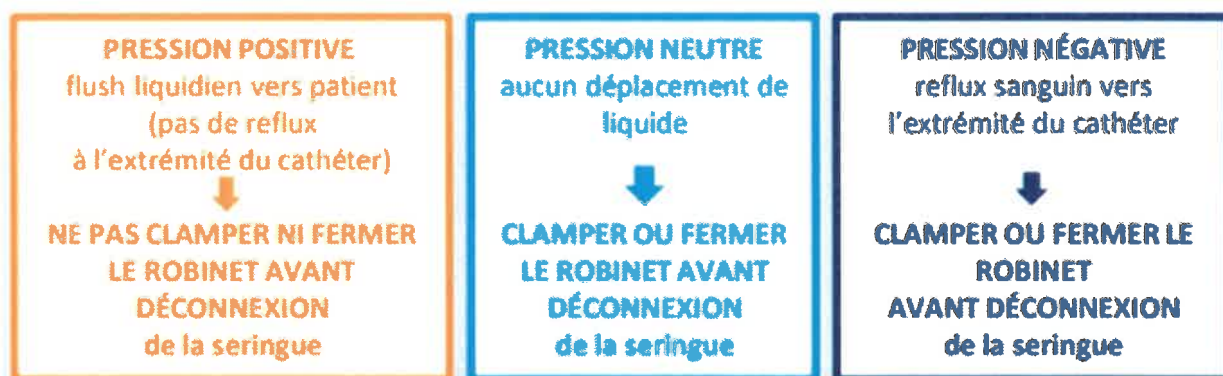 PRESSION POSITIVE
flush liquidien vers patient
(pas de reflux
à l'extrémité du cathéter)
NE PAS CLAMPER NI FERMER
LE ROBINET AVANT
DÉCONNEXION
de la seringue
PRESSION NEUTRE
aucun déplacement de
liquide
CLAMPER OU FERMER
LE ROBINET AVANT
DÉCONNEXION
de la seringue
PRESSION NÉGATIVE
reflux sanguin vers
l'extrémité du cathéter
CLAMPER OU FERMER LE
ROBINET
AVANT DÉCONNEXION
de la seringue